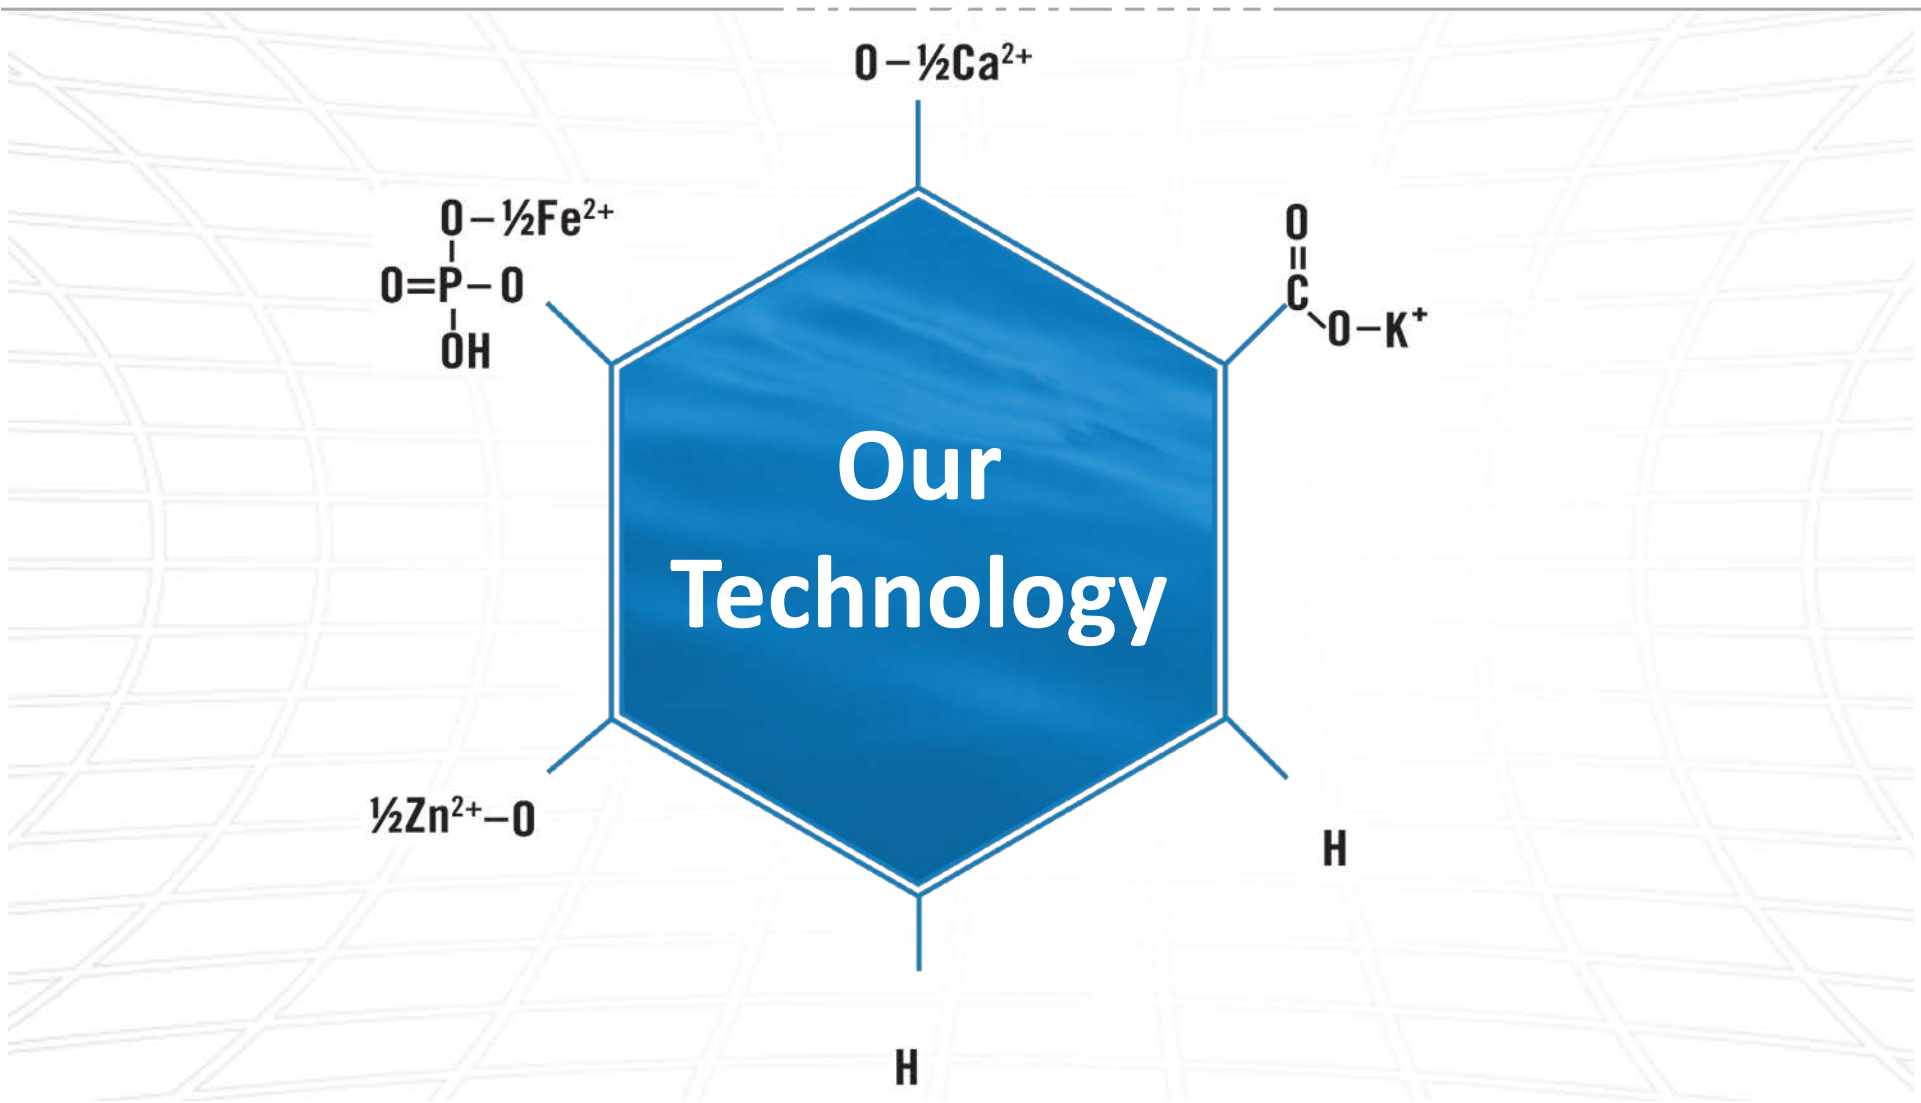 O–½Ca²⁺
O–½Fe²⁺
O=P–O
OH
O
C
O–K⁺
Our
Technology
½Zn²⁺–O
H
H